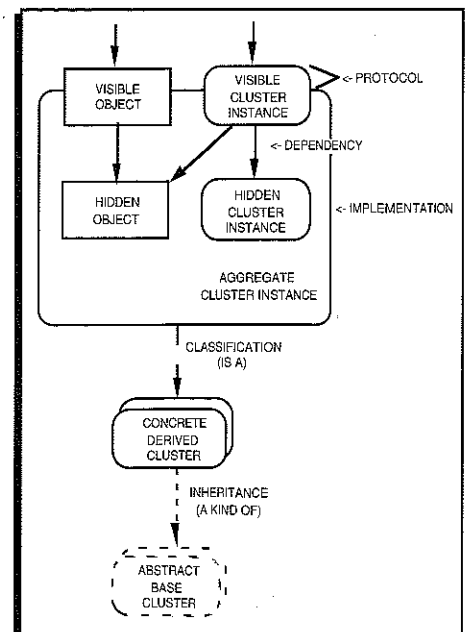 VISIBLE
OBJECT
VISIBLE
CLUSTER
INSTANCE
<- PROTOCOL
<- DEPENDENCY
HIDDEN
OBJECT
HIDDEN
CLUSTER
INSTANCE
<- IMPLEMENTATION
AGGREGATE
CLUSTER INSTANCE
CLASSIFICATION
(IS A)
CONCRETE
DERIVED
CLUSTER
INHERITANCE
(A KIND OF)
ABSTRACT
BASE
CLUSTER